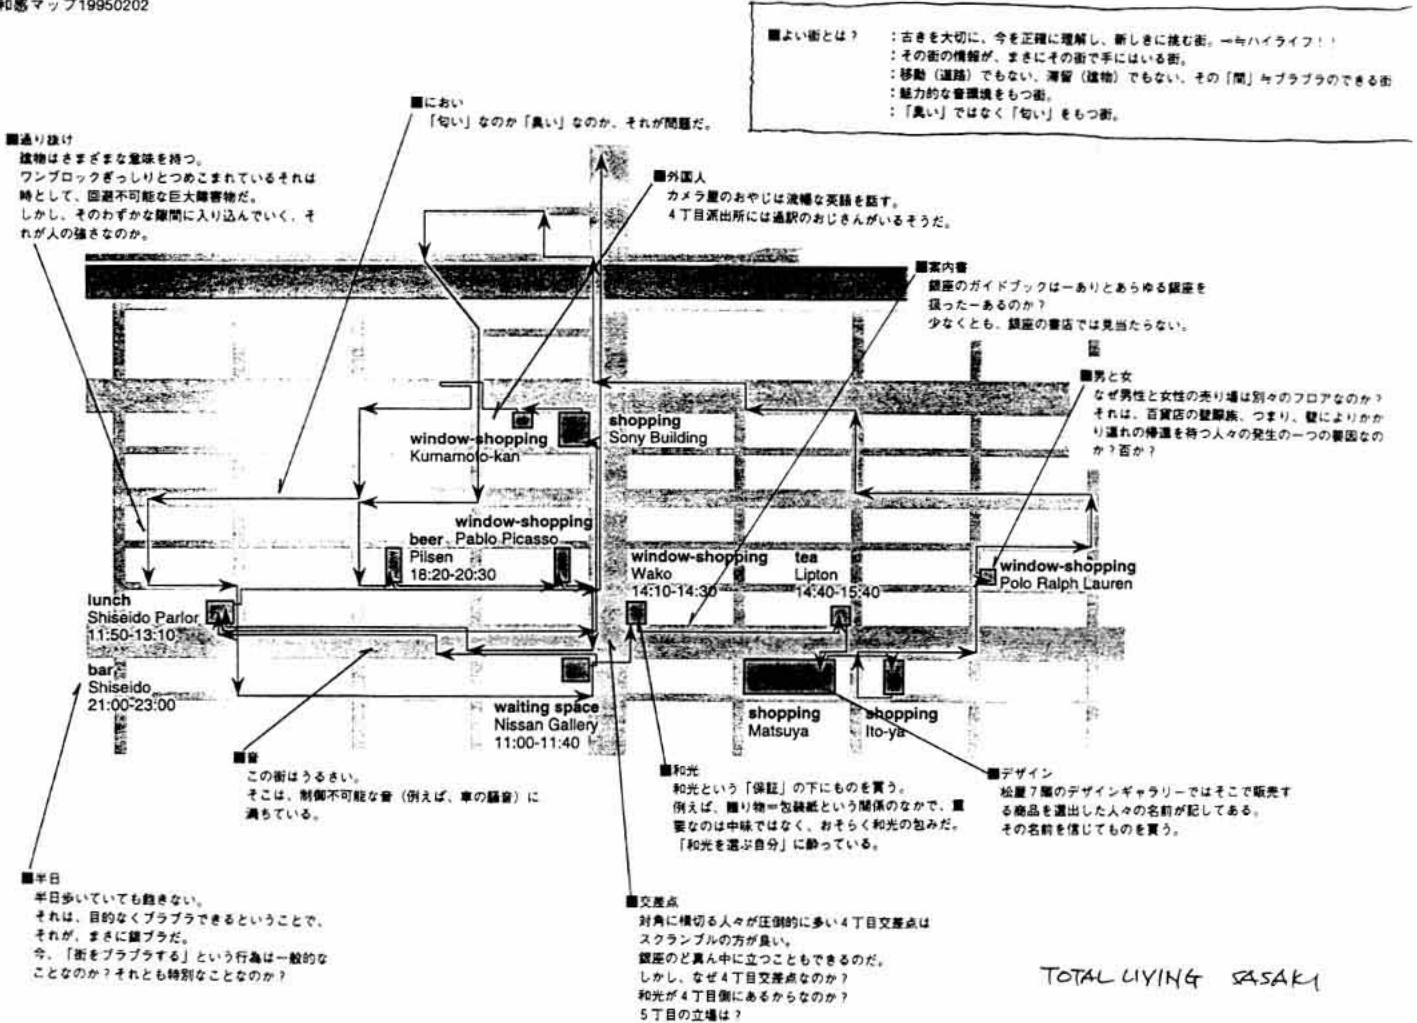 和感マップ19950202
■よい街とは？
：古きを大切に、今を正確に理解し、新しきに挑む街。⇒≒ハイライフ！！
：その街の情報が、まさにその街で手にはいる街。
：移動（道路）でもない、滞留（建物）でもない、その「間」≒ブラブラのできる街
：魅力的な音環境をもつ街。
：「臭い」ではなく「匂い」をもつ街。
■におい
「匂い」なのか「臭い」なのか、それが問題だ。
■通り抜け
建物はさまざまな意味を持つ。
ワンブロックぎっしりとつめこまれているそれは
時として、回避不可能な巨大障害物だ。
しかし、そのわずかな隙間に入り込んでいく、そ
れが人の強さなのか。
■外国人
カメラ屋のおやじは流暢な英語を話す。
４丁目派出所には通訳のおじさんがいるそうだ。
■案内書
銀座のガイドブックは－ありとあらゆる銀座を
扱った－あるのか？
少なくとも、銀座の書店では見当たらない。
■男と女
なぜ男性と女性の売り場は別々のフロアなのか？
それは、百貨店の壁際族、つまり、壁によりかか
り連れの帰還を待つ人々の発生の一つの要因なの
か？否か？
window-shopping
Kumamoto-kan
shopping
Sony Building
window-shopping
Pablo Picasso
beer
Pilsen
18:20-20:30
window-shopping
Wako
14:10-14:30
tea
Lipton
14:40-15:40
window-shopping
Polo Ralph Lauren
lunch
Shiseido Parlor
11:50-13:10
bar
Shiseido
21:00-23:00
waiting space
Nissan Gallery
11:00-11:40
shopping
Matsuya
shopping
Ito-ya
■音
この街はうるさい。
そこは、制御不可能な音（例えば、車の騒音）に
満ちている。
■和光
和光という「保証」の下にものを買う。
例えば、贈り物＝包装紙という関係のなかで、重
要なのは中味ではなく、おそらく和光の包みだ。
「和光を選ぶ自分」に酔っている。
■デザイン
松屋７階のデザインギャラリーではそこで販売す
る商品を選出した人々の名前が記してある。
その名前を信じてものを買う。
■半日
半日歩いていても飽きない。
それは、目的なくブラブラできるということで、
それが、まさに銀ブラだ。
今、「街をブラブラする」という行為は一般的な
ことなのか？それとも特別なことなのか？
■交差点
対角に横切る人々が圧倒的に多い４丁目交差点は
スクランブルの方が良い。
銀座のど真ん中に立つこともできるのだ。
しかし、なぜ４丁目交差点なのか？
和光が４丁目側にあるからなのか？
５丁目の立場は？
TOTAL LIVING SASAKI